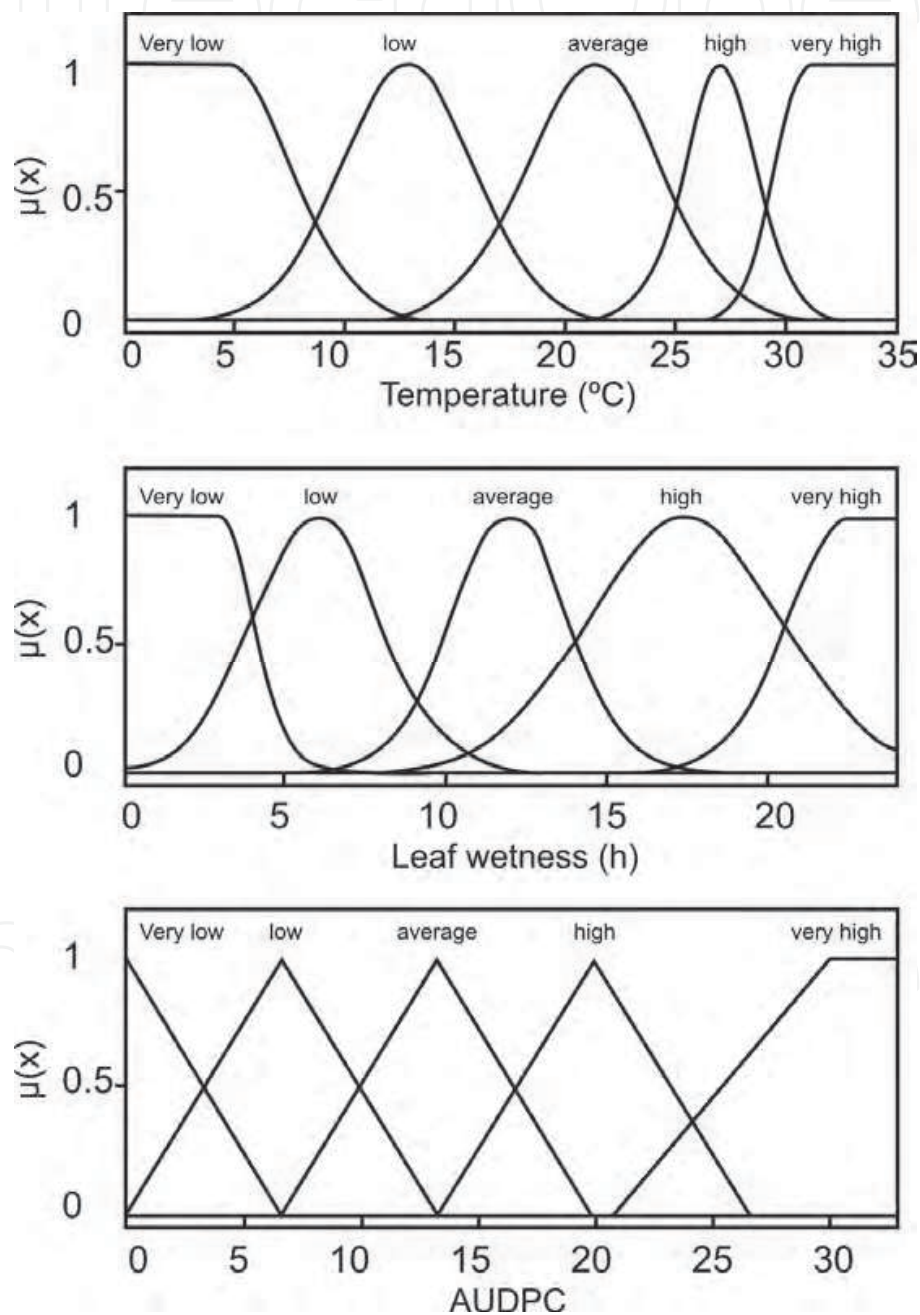 Very low low average high very high
1
0.5
0
μ(x)
0 5 10 15 20 25 30 35
Temperature (ºC)
Very low low average high very high
1
0.5
0
μ(x)
0 5 10 15 20
Leaf wetness (h)
Very low low average high very high
1
0.5
0
μ(x)
0 5 10 15 20 25 30
AUDPC